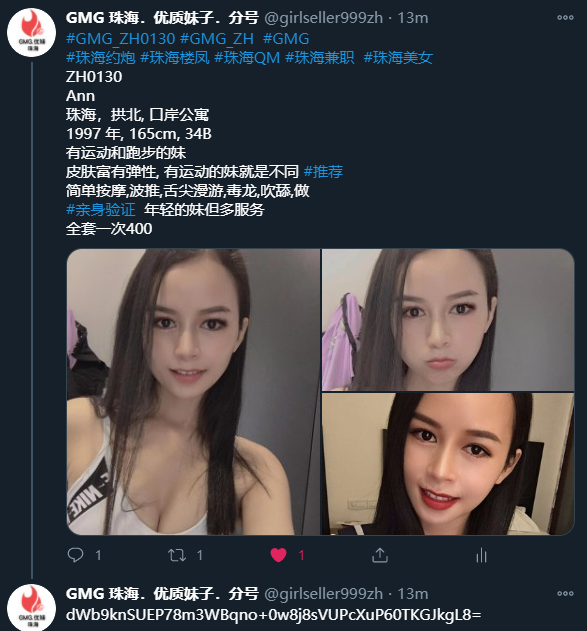 GMG 珠海．优质妹子．分号 @girlseller999zh · 13m
#GMG_ZH0130 #GMG_ZH #GMG
#珠海约炮 #珠海楼凤 #珠海QM #珠海兼职 #珠海美女
ZH0130
Ann
珠海，拱北, 口岸公寓
1997 年, 165cm, 34B
有运动和跑步的妹
皮肤富有弹性, 有运动的妹就是不同 #推荐
简单按摩,波推,舌尖漫游,毒龙,吹舔,做
#亲身验证 年轻的妹但多服务
全套一次400
NIKE
1 1 1
GMG 珠海．优质妹子．分号 @girlseller999zh · 13m
dWb9knSUEP78m3WBqno+0w8j8sVUPcXuP60TKGJkgL8=